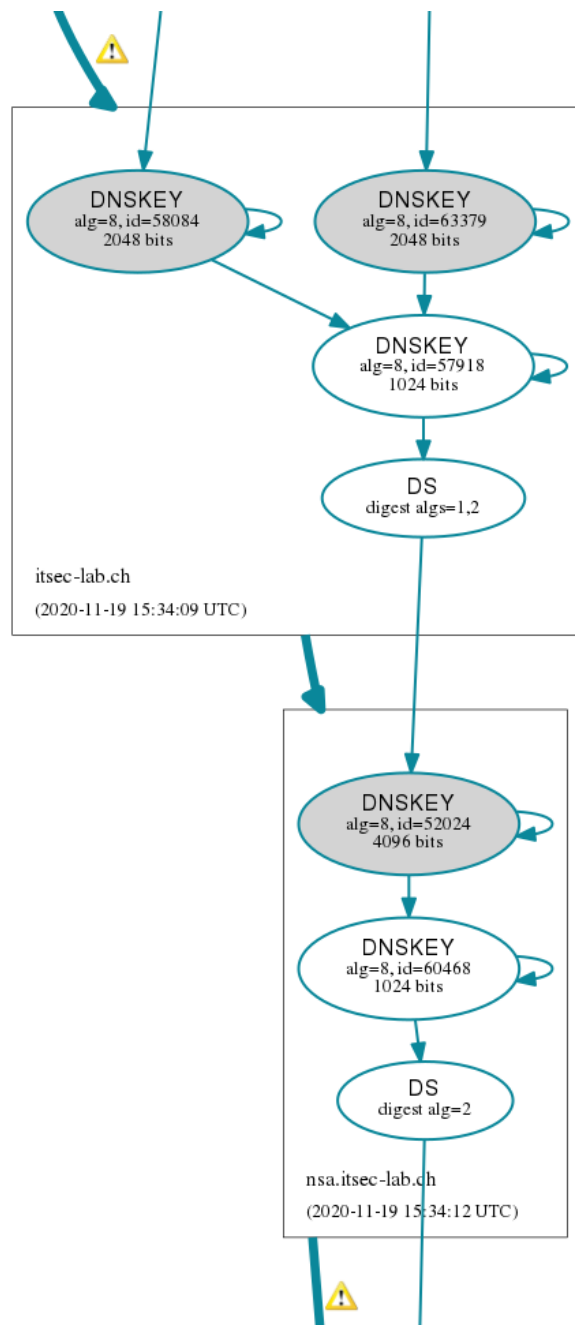 DNSKEY
alg=8, id=58084
2048 bits
DNSKEY
alg=8, id=63379
2048 bits
DNSKEY
alg=8, id=57918
1024 bits
DS
digest algs=1,2
itsec-lab.ch
(2020-11-19 15:34:09 UTC)
DNSKEY
alg=8, id=52024
4096 bits
DNSKEY
alg=8, id=60468
1024 bits
DS
digest alg=2
nsa.itsec-lab.ch
(2020-11-19 15:34:12 UTC)